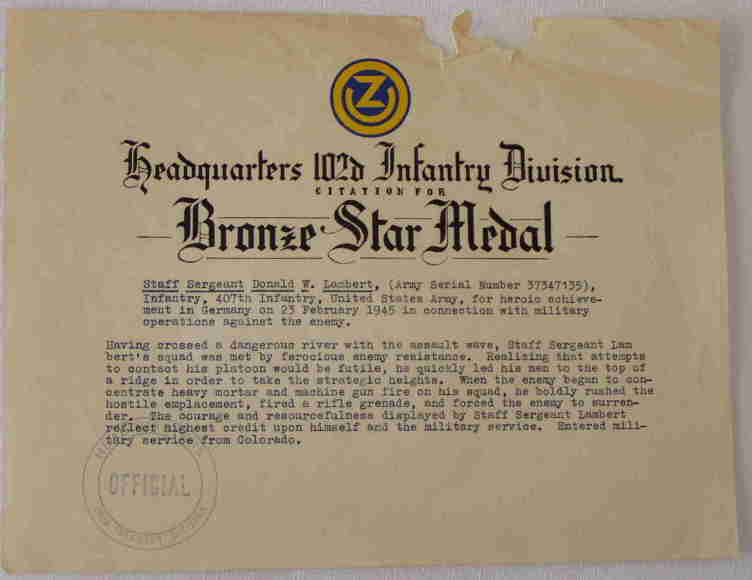 Headquarters 102d Infantry Division
CITATION FOR
Bronze Star Medal
Staff Sergeant Donald W. Lambert, (Army Serial Number 37347135),
Infantry, 407th Infantry, United States Army, for heroic achieve-
ment in Germany on 23 February 1945 in connection with military
operations against the enemy.
Having crossed a dangerous river with the assault wave, Staff Sergeant Lam
bert's squad was met by ferocious enemy resistance. Realizing that attempts
to contact his platoon would be futile, he quickly led his men to the top of
a ridge in order to take the strategic heights. When the enemy began to con-
centrate heavy mortar and machine gun fire on his squad, he boldly rushed the
hostile emplacement, fired a rifle grenade, and forced the enemy to surren-
der. The courage and resourcefulness displayed by Staff Sergeant Lambert
reflect highest credit upon himself and the military service. Entered mili-
tary service from Colorado.
OFFICIAL